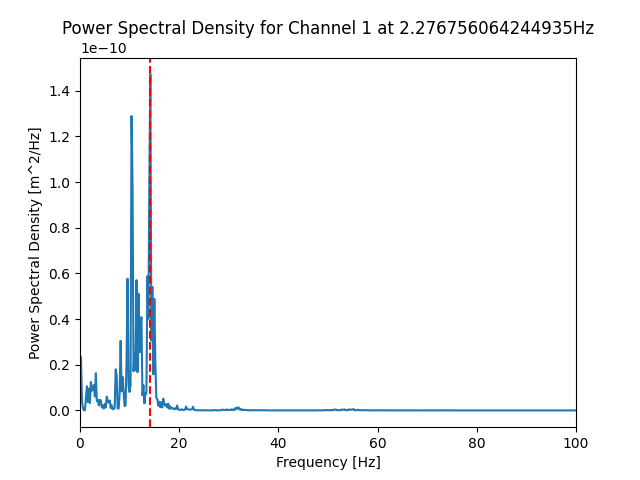 Power Spectral Density for Channel 1 at 2.276756064244935Hz
1e−10
1.4
1.2
1.0
0.8
0.6
0.4
0.2
0.0
Power Spectral Density [m^2/Hz]
0 20 40 60 80 100
Frequency [Hz]